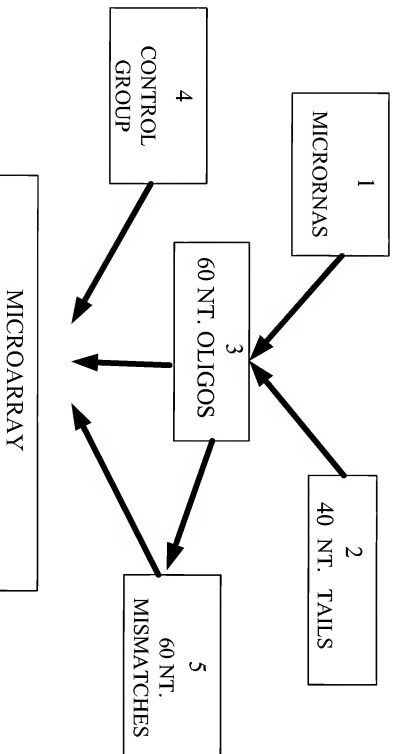 1
MICRORNAS
2
40 NT. TAILS
3
60 NT. OLIGOS
4
CONTROL
GROUP
5
60 NT.
MISMATCHES
MICROARRAY